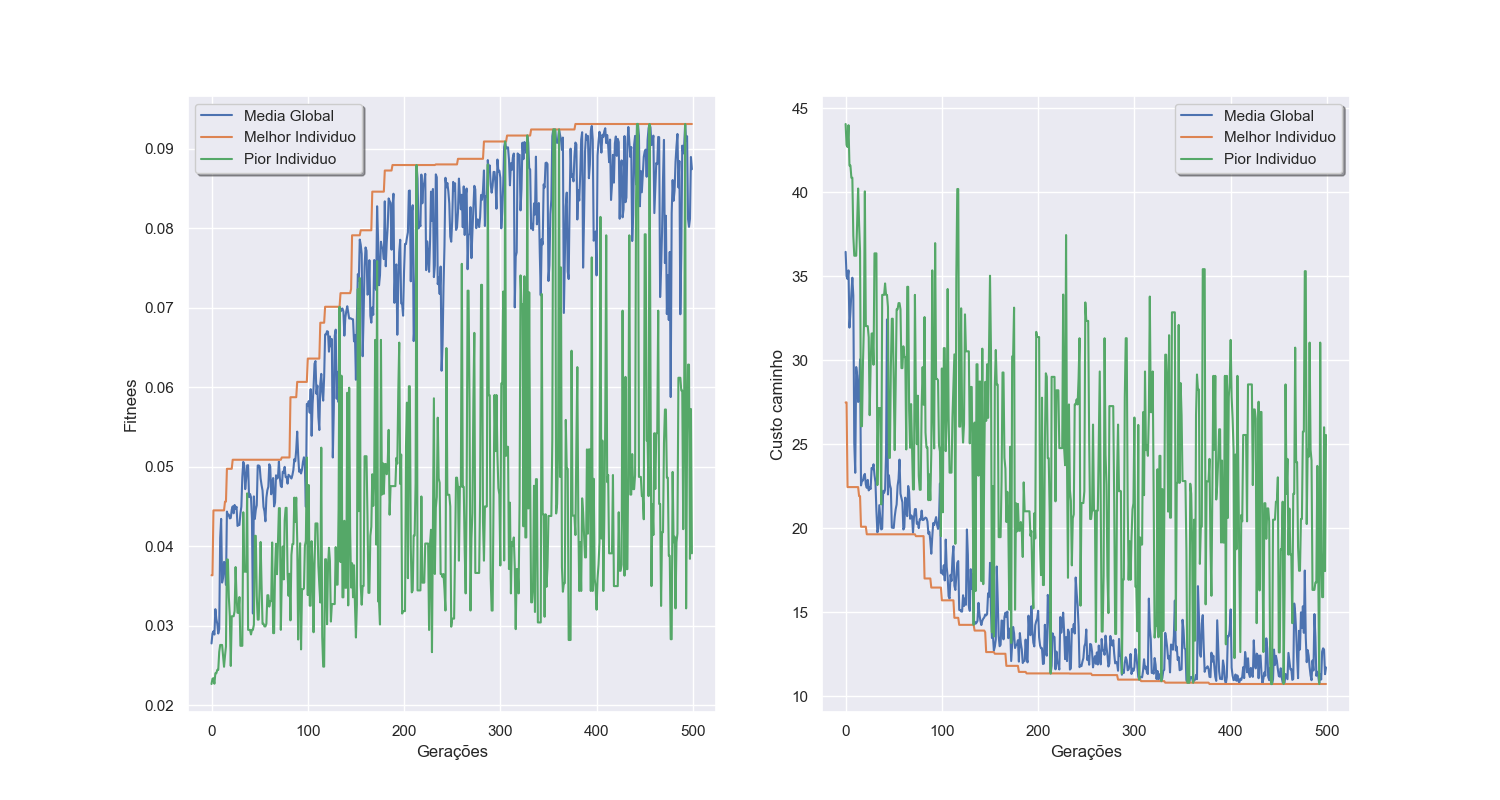 Media Global
Melhor Individuo
Pior Individuo
0.09
0.08
0.07
0.06
0.05
0.04
0.03
0.02
Fitnees
0 100 200 300 400 500
Gerações
Media Global
Melhor Individuo
Pior Individuo
45
40
35
30
25
20
15
10
Custo caminho
0 100 200 300 400 500
Gerações